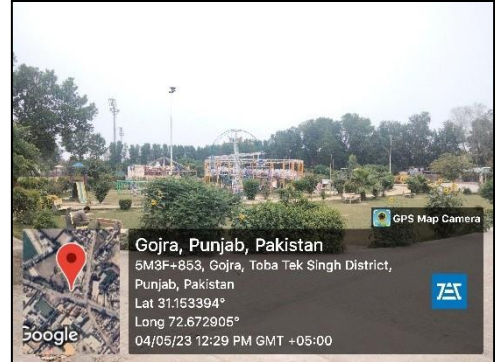 GPS Map Camera
Gojra, Punjab, Pakistan
5M3F+853, Gojra, Toba Tek Singh District,
Punjab, Pakistan
Lat 31.153394°
Long 72.672905°
04/05/23 12:29 PM GMT +05:00
Google